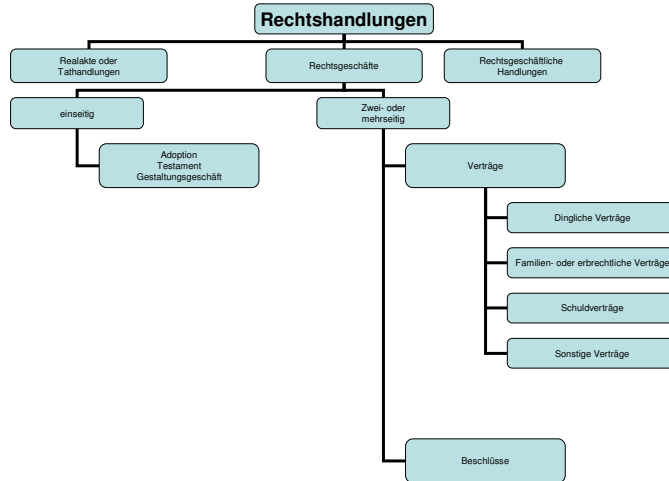 Rechtshandlungen
Realakte oder
Tathandlungen
Rechtsgeschäfte
Rechtsgeschäftliche
Handlungen
einseitig
Zwei- oder
mehrseitig
Adoption
Testament
Gestaltungsgeschäft
Verträge
Dingliche Verträge
Familien- oder erbrechtliche Verträge
Schuldverträge
Sonstige Verträge
Beschlüsse